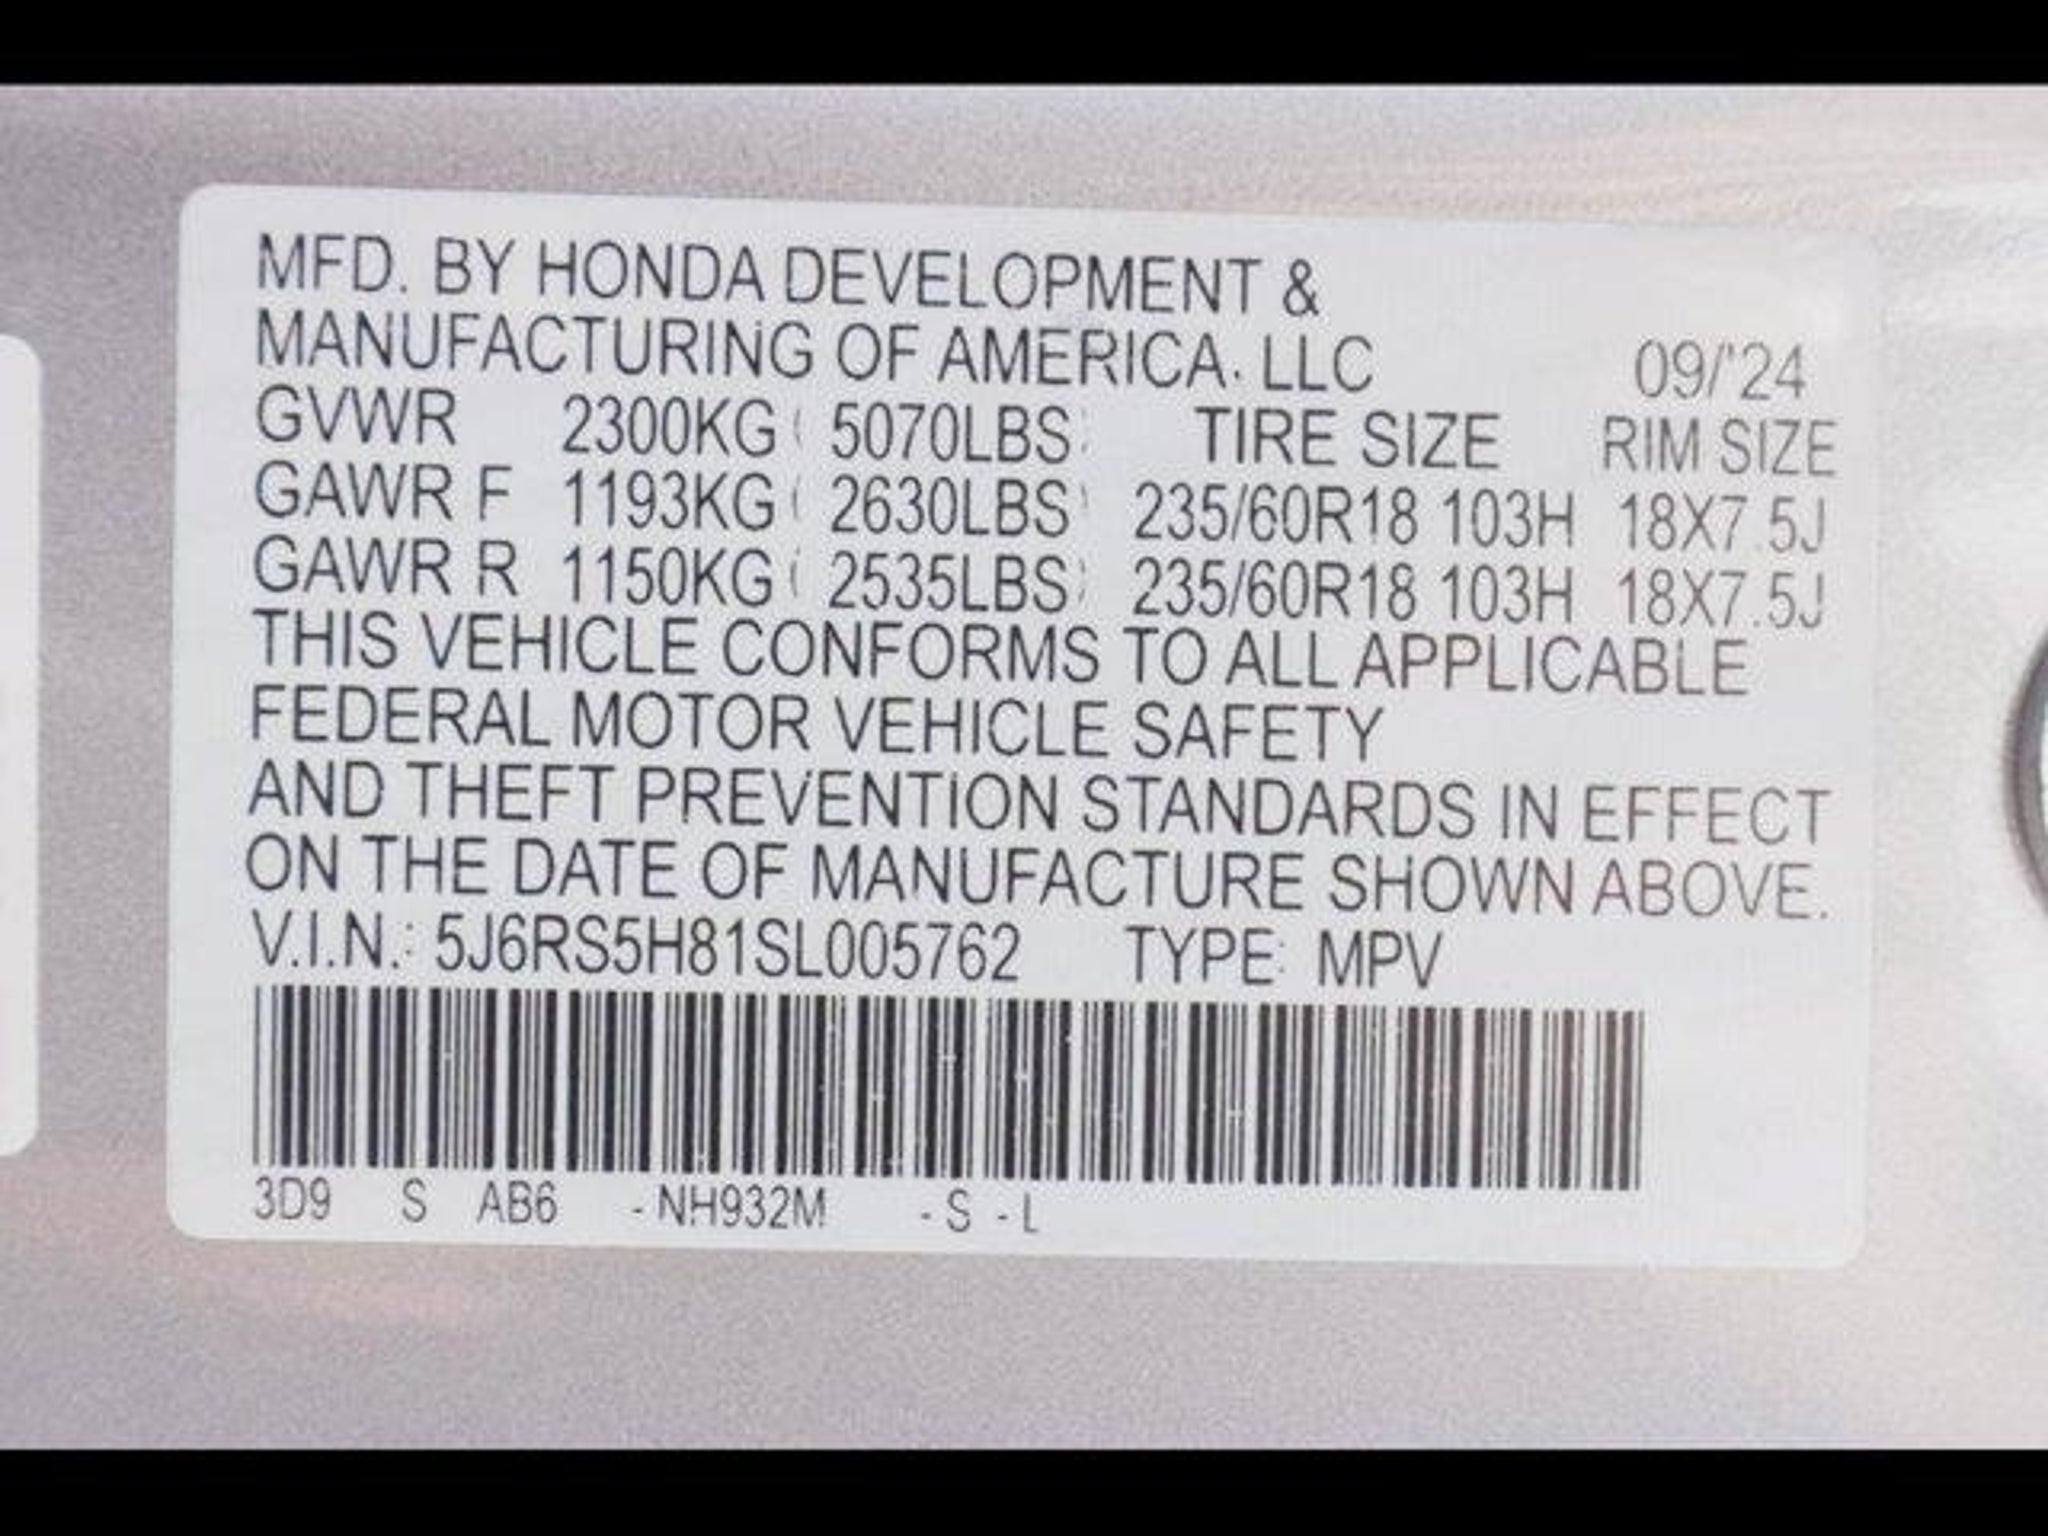 MFD. BY HONDA DEVELOPMENT &
MANUFACTURING OF AMERICA. LLC 09/'24
GVWR 2300KG ( 5070LBS) TIRE SIZE RIM SIZE
GAWR F 1193KG ( 2630LBS) 235/60R18 103H 18X7.5J
GAWR R 1150KG ( 2535LBS) 235/60R18 103H 18X7.5J
THIS VEHICLE CONFORMS TO ALL APPLICABLE
FEDERAL MOTOR VEHICLE SAFETY
AND THEFT PREVENTION STANDARDS IN EFFECT
ON THE DATE OF MANUFACTURE SHOWN ABOVE.
V.I.N.: 5J6RS5H81SL005762 TYPE: MPV
3D9 S AB6 - NH932M - S - L